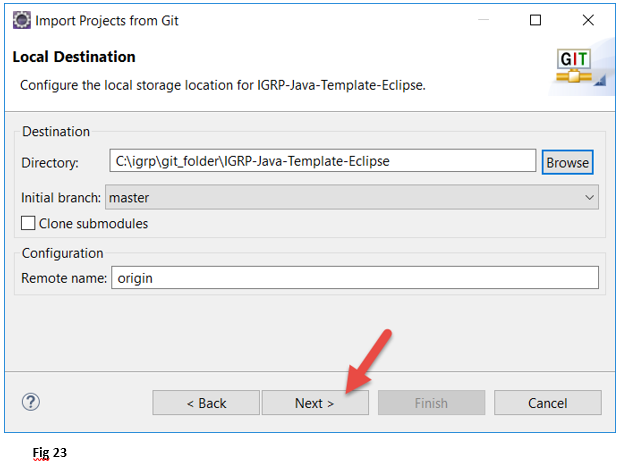 Import Projects from Git
Local Destination
Configure the local storage location for IGRP-Java-Template-Eclipse.
GIT
Destination
Directory: C:\igrp\git_folder\IGRP-Java-Template-Eclipse Browse
Initial branch: master
Clone submodules
Configuration
Remote name: origin
? < Back Next > Finish Cancel
Fig 23